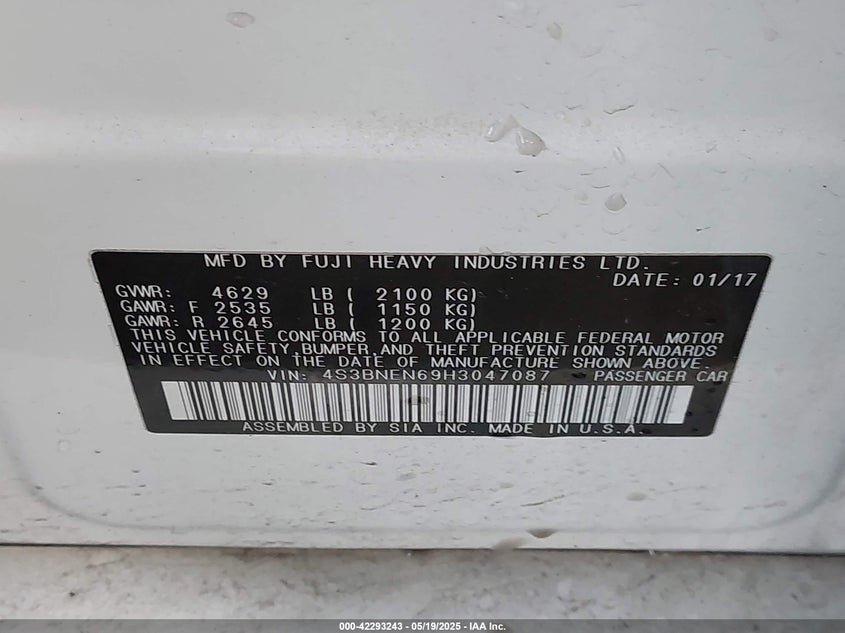 MFD BY FUJI HEAVY INDUSTRIES LTD.
DATE: 01/17
GVWR: 4629 LB ( 2100 KG)
GAWR: F 2535 LB ( 1150 KG)
GAWR: R 2645 LB ( 1200 KG)
THIS VEHICLE CONFORMS TO ALL APPLICABLE FEDERAL MOTOR
VEHICLE SAFETY,BUMPER,AND THEFT PREVENTION STANDARDS
IN EFFECT ON THE DATE OF MANUFACTURE SHOWN ABOVE.
VIN: 4S3BNEN69H3047087 PASSENGER CAR
ASSEMBLED BY SIA INC. MADE IN U.S.A.
000-42293243 - 05/19/2025 - IAA Inc.